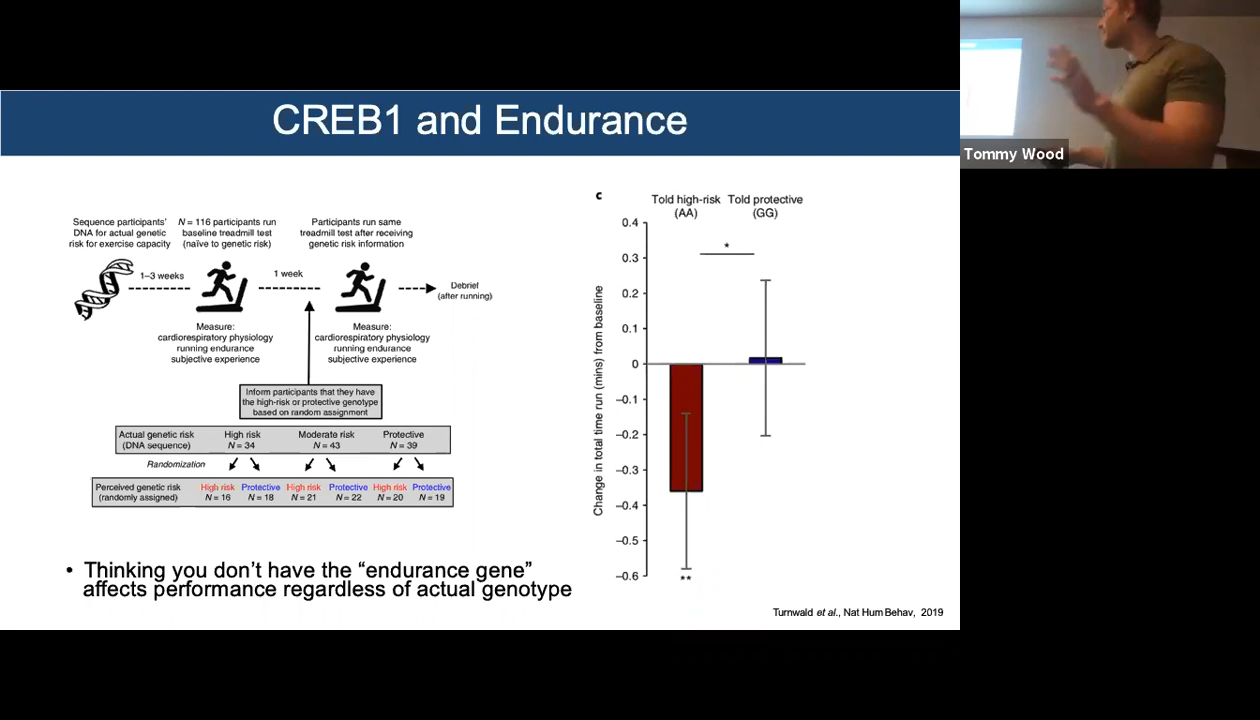 CREB1 and Endurance
Sequence participants'
DNA for actual genetic
risk for exercise capacity
1–3 weeks
N = 116 participants run
baseline treadmill test
(naïve to genetic risk)
1 week
Participants run same
treadmill test after receiving
genetic risk information
Debrief
(after running)
Measure:
cardiorespiratory physiology
running endurance
subjective experience
Measure:
cardiorespiratory physiology
running endurance
subjective experience
Inform participants that they have
the high-risk or protective genotype
based on random assignment
Actual genetic risk
(DNA sequence)
High risk
N = 34
Moderate risk
N = 43
Protective
N = 39
Randomization
Perceived genetic risk
(randomly assigned)
High risk
N = 16
Protective
N = 18
High risk
N = 21
Protective
N = 22
High risk
N = 20
Protective
N = 19
• Thinking you don't have the “endurance gene”
affects performance regardless of actual genotype
c
Told high-risk
(AA)
Told protective
(GG)
*
Change in total time run (mins) from baseline
0.4
0.3
0.2
0.1
0
–0.1
–0.2
–0.3
–0.4
–0.5
–0.6
**
Turnwald et al., Nat Hum Behav, 2019
Tommy Wood